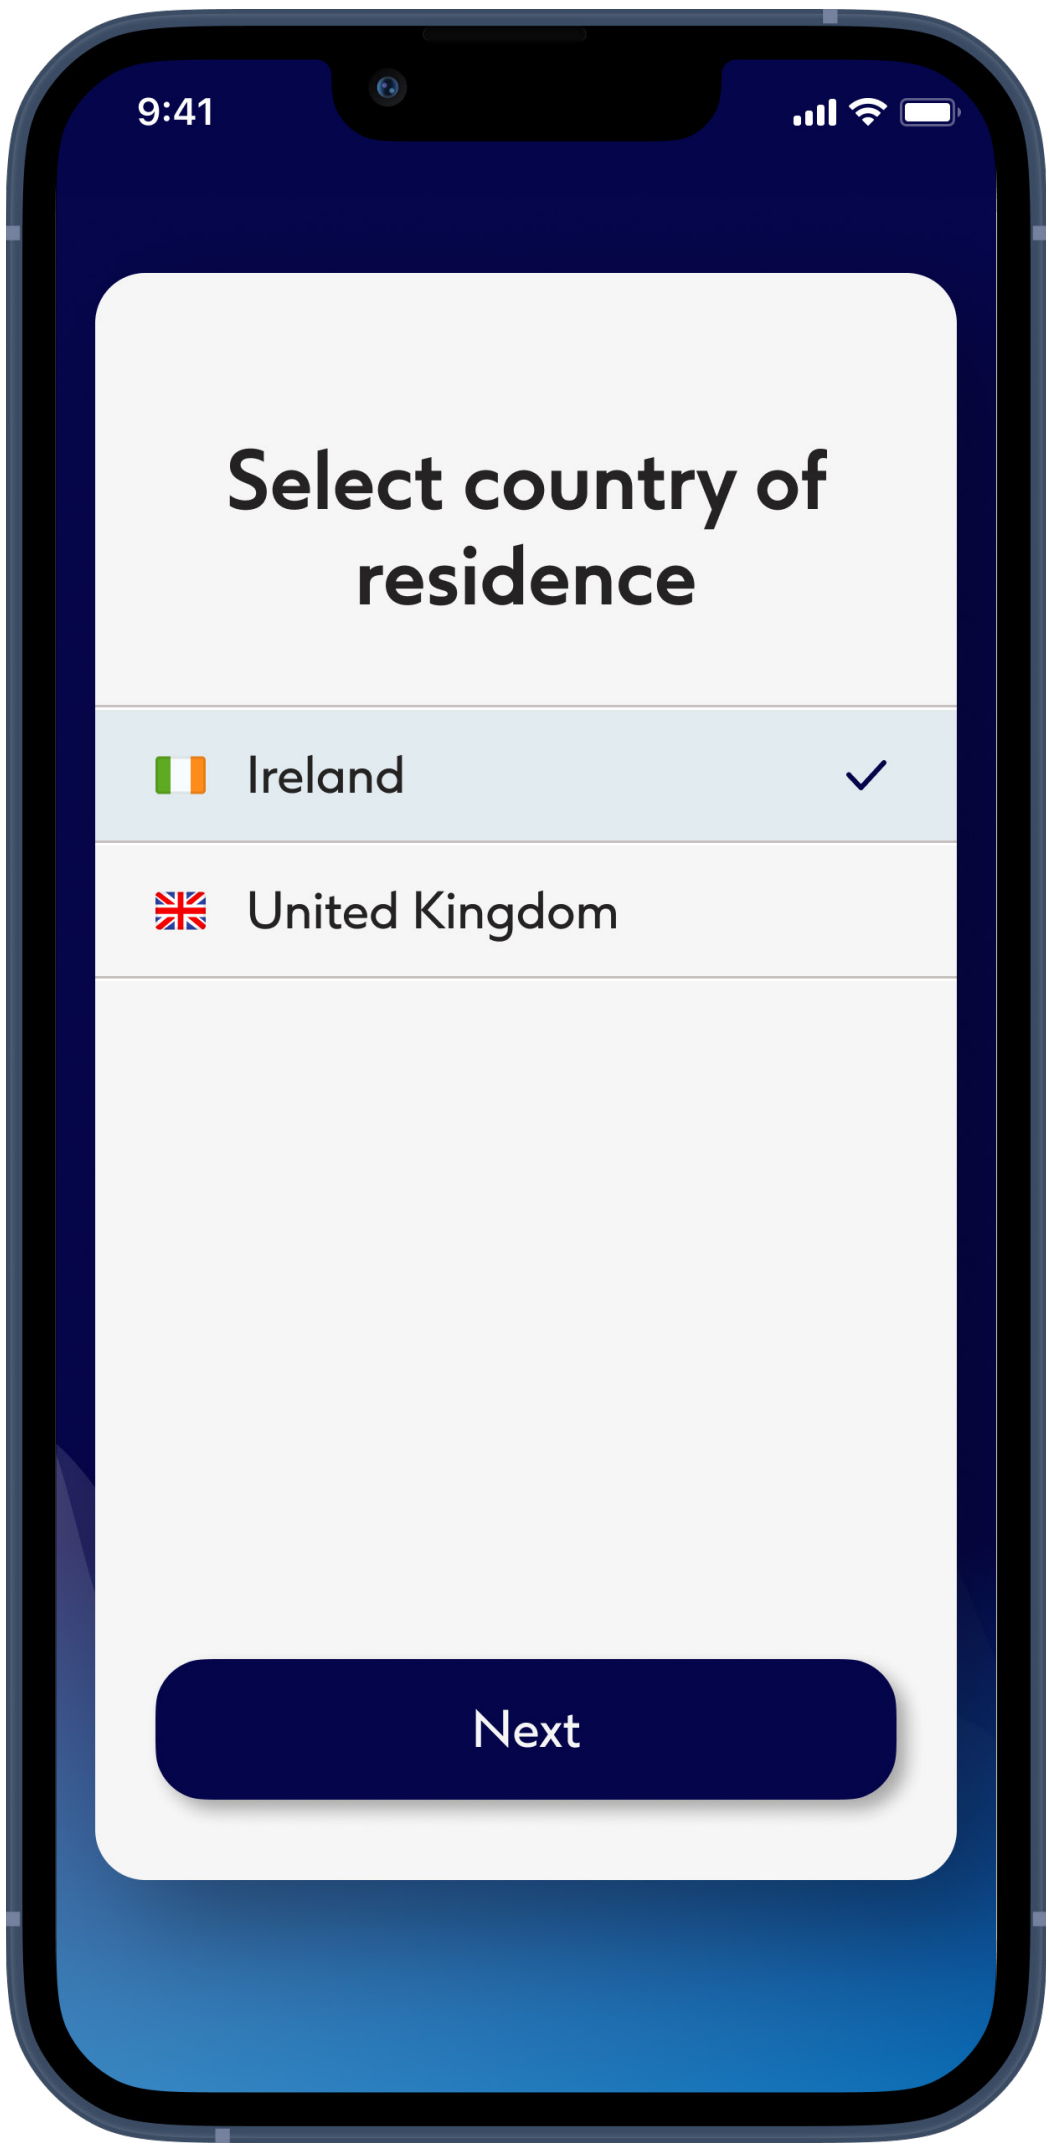 9:41
Select country of
residence
Ireland
United Kingdom
Next